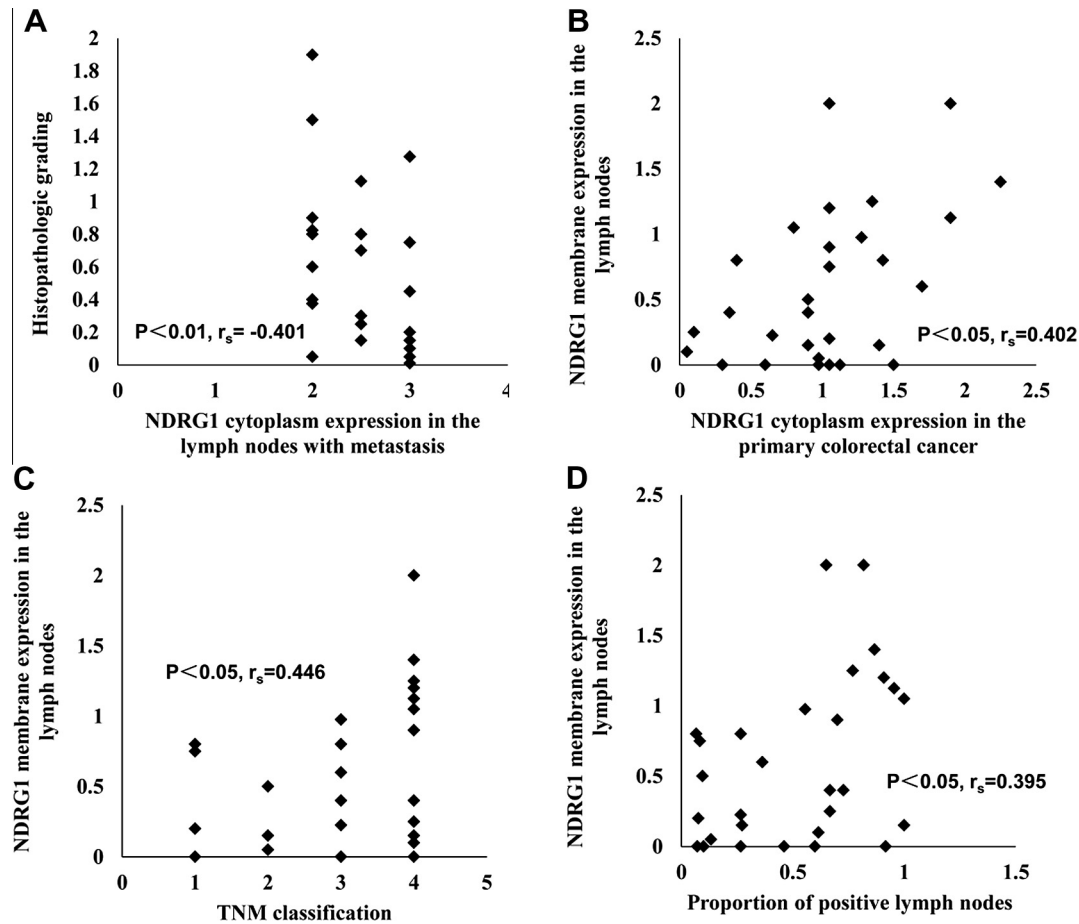 A
Histopathologic grading
2
1.8
1.6
1.4
1.2
1
0.8
0.6
0.4
0.2
0
P<0.01, rs= -0.401
0 1 2 3 4
NDRG1 cytoplasm expression in the
lymph nodes with metastasis
B
NDRG1 membrane expression in the
lymph nodes
2.5
2
1.5
1
0.5
0
P<0.05, rs=0.402
0 0.5 1 1.5 2 2.5
NDRG1 cytoplasm expression in the
primary colorectal cancer
C
NDRG1 membrane expression in the
lymph nodes
2.5
2
1.5
1
0.5
0
P<0.05, rs=0.446
0 1 2 3 4 5
TNM classification
D
NDRG1 membrane expression in the
lymph nodes
2.5
2
1.5
1
0.5
0
P<0.05, rs=0.395
0.5 1 1.5
Proportion of positive lymph nodes